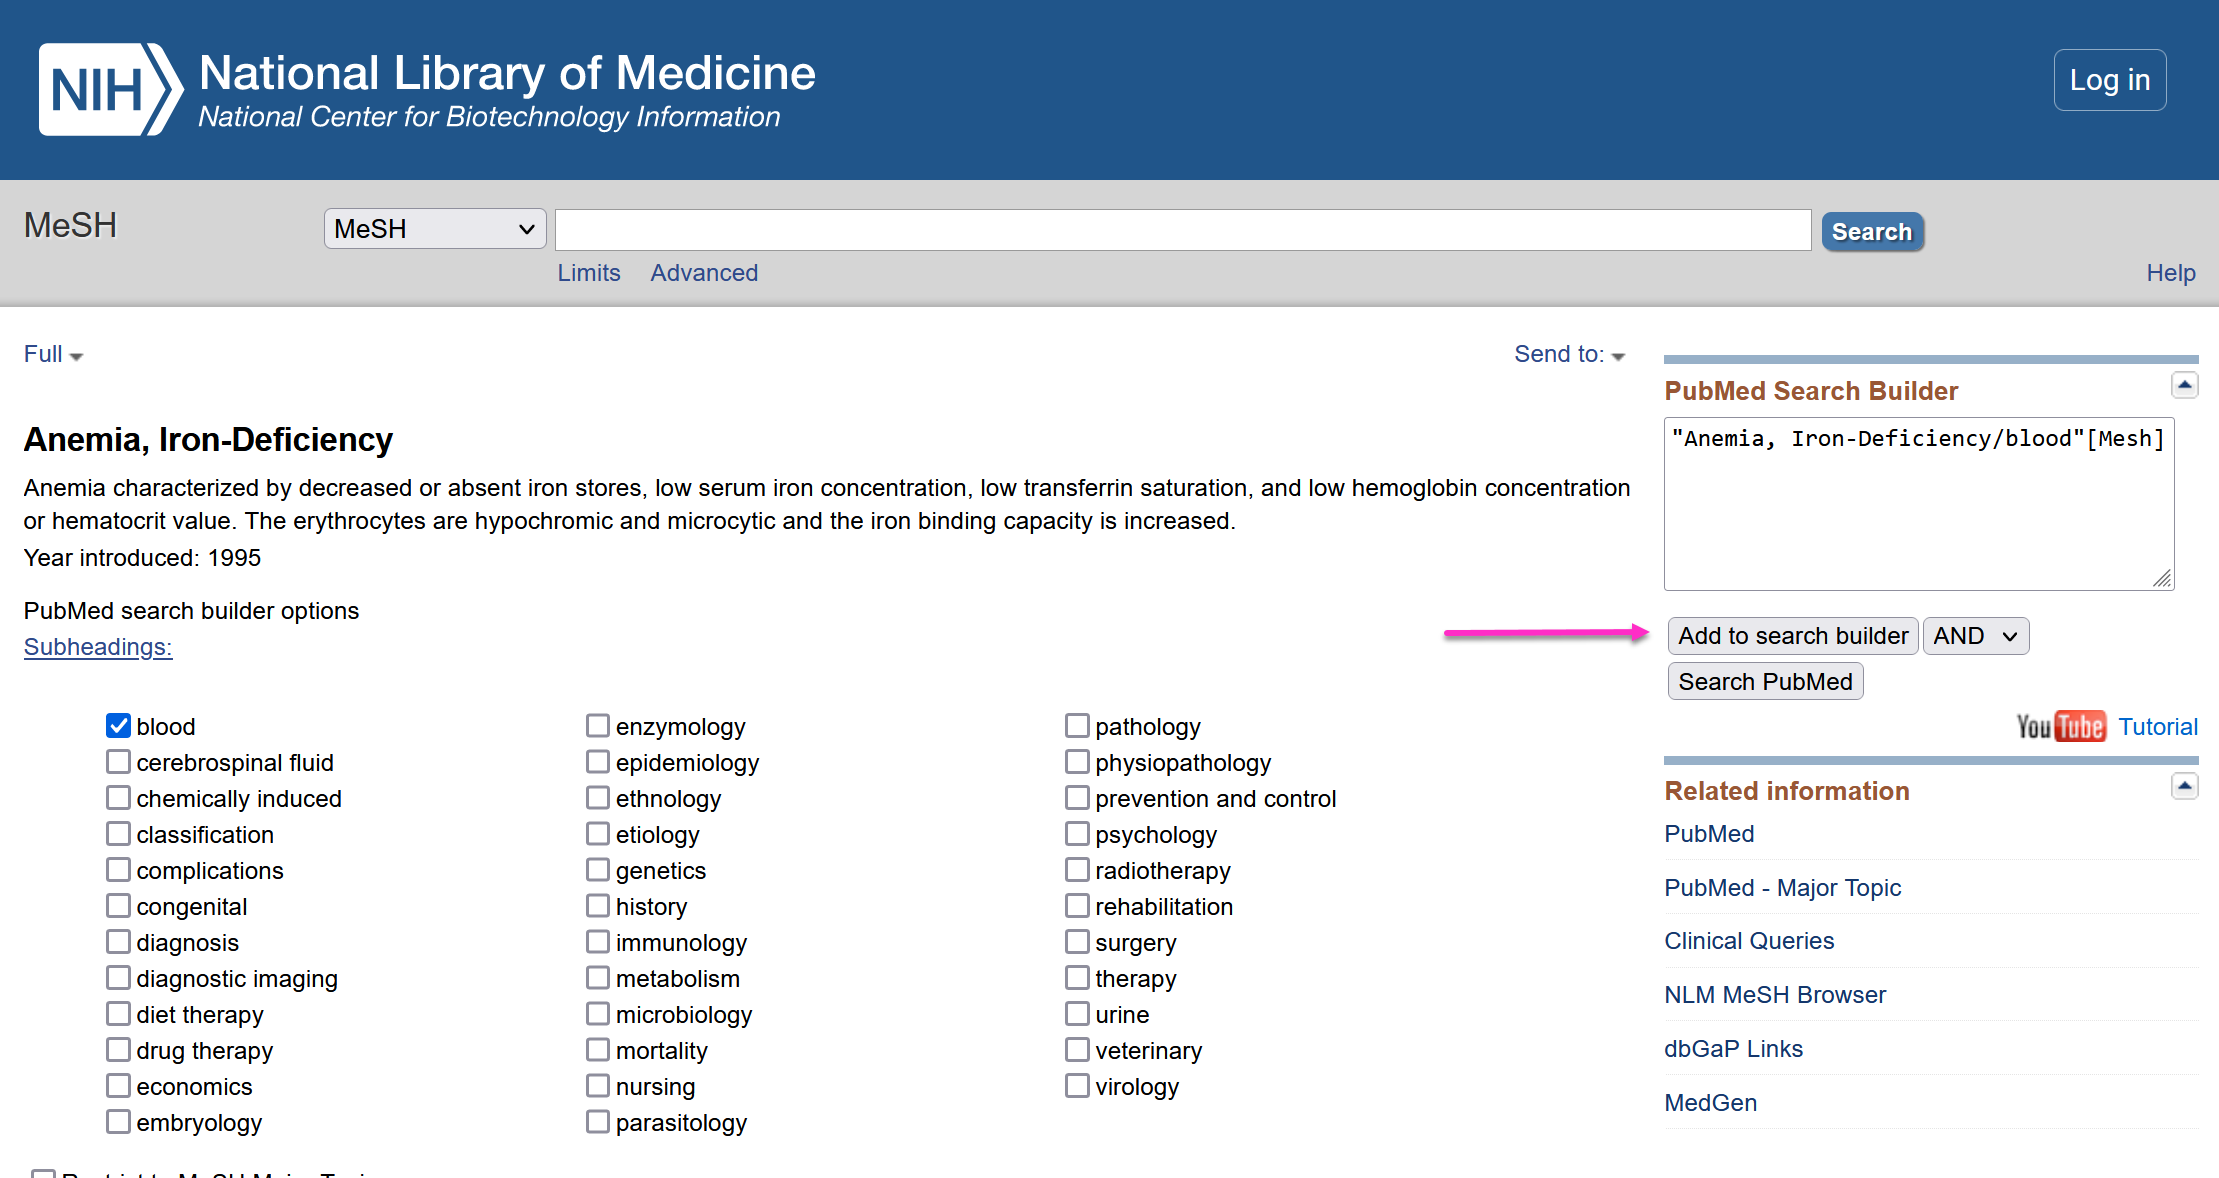 NIH National Library of Medicine
National Center for Biotechnology Information
Log in
MeSH
MeSH
Search
Limits Advanced
Help
Full
Send to:
Anemia, Iron-Deficiency
Anemia characterized by decreased or absent iron stores, low serum iron concentration, low transferrin saturation, and low hemoglobin concentration
or hematocrit value. The erythrocytes are hypochromic and microcytic and the iron binding capacity is increased.
Year introduced: 1995
PubMed search builder options
Subheadings:
blood
cerebrospinal fluid
chemically induced
classification
complications
congenital
diagnosis
diagnostic imaging
diet therapy
drug therapy
economics
embryology
enzymology
epidemiology
ethnology
etiology
genetics
history
immunology
metabolism
microbiology
mortality
nursing
parasitology
pathology
physiopathology
prevention and control
psychology
radiotherapy
rehabilitation
surgery
therapy
urine
veterinary
virology
PubMed Search Builder
"Anemia, Iron-Deficiency/blood"[Mesh]
Add to search builder AND
Search PubMed
YouTube Tutorial
Related information
PubMed
PubMed - Major Topic
Clinical Queries
NLM MeSH Browser
dbGaP Links
MedGen